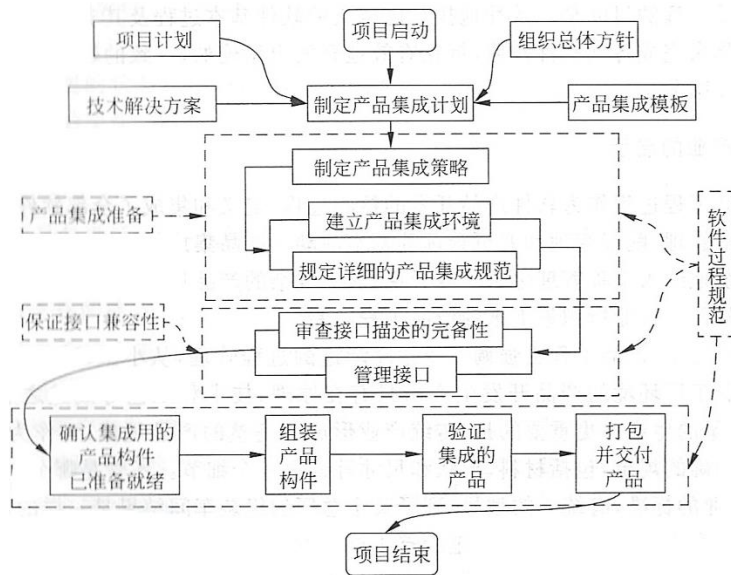 项目启动
项目计划
组织总体方针
技术解决方案
制定产品集成计划
产品集成模板
制定产品集成策略
产品集成准备
建立产品集成环境
规定详细的产品集成规范
软件过程规范
保证接口兼容性
审查接口描述的完备性
管理接口
确认集成用的
产品构件
已准备就绪
组装
产品
构件
验证
集成的
产品
打包
并交付
产品
项目结束